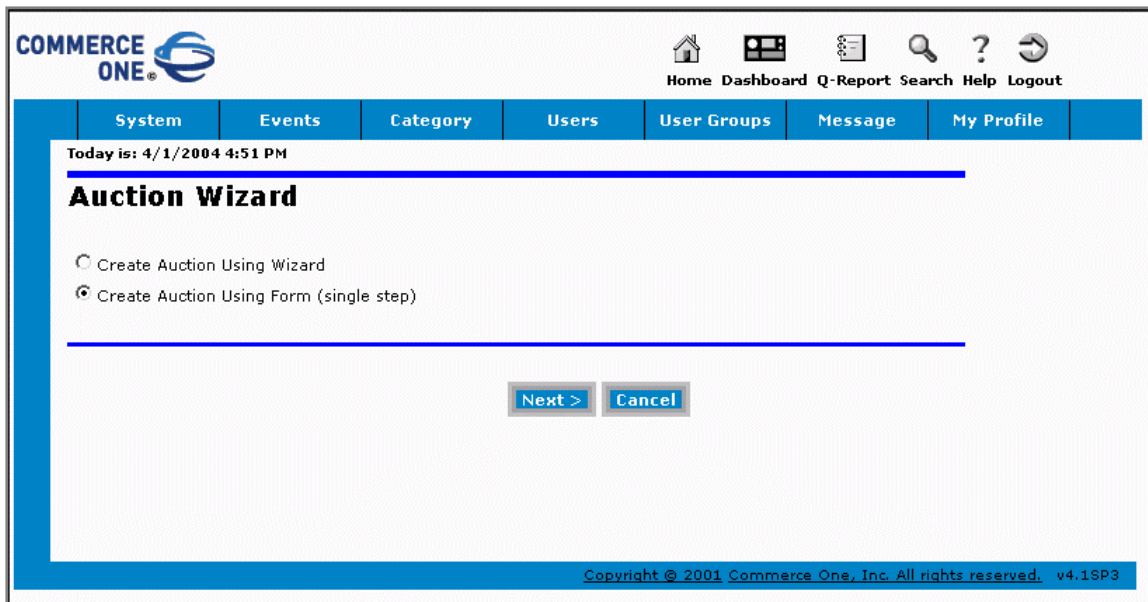 COMMERCE
ONE®
Home Dashboard Q-Report Search Help Logout
System Events Category Users User Groups Message My Profile
Today is: 4/1/2004 4:51 PM
Auction Wizard
Create Auction Using Wizard
Create Auction Using Form (single step)
Next > Cancel
Copyright © 2001 Commerce One, Inc. All rights reserved. v4.1SP3